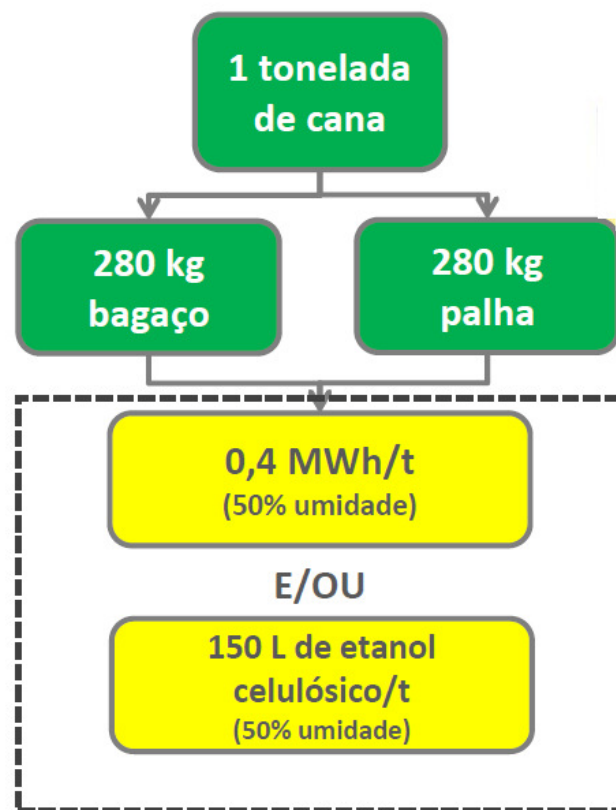 1 tonelada
de cana
280 kg
bagaço
280 kg
palha
0,4 MWh/t
(50% umidade)
E/OU
150 L de etanol
celulósico/t
(50% umidade)